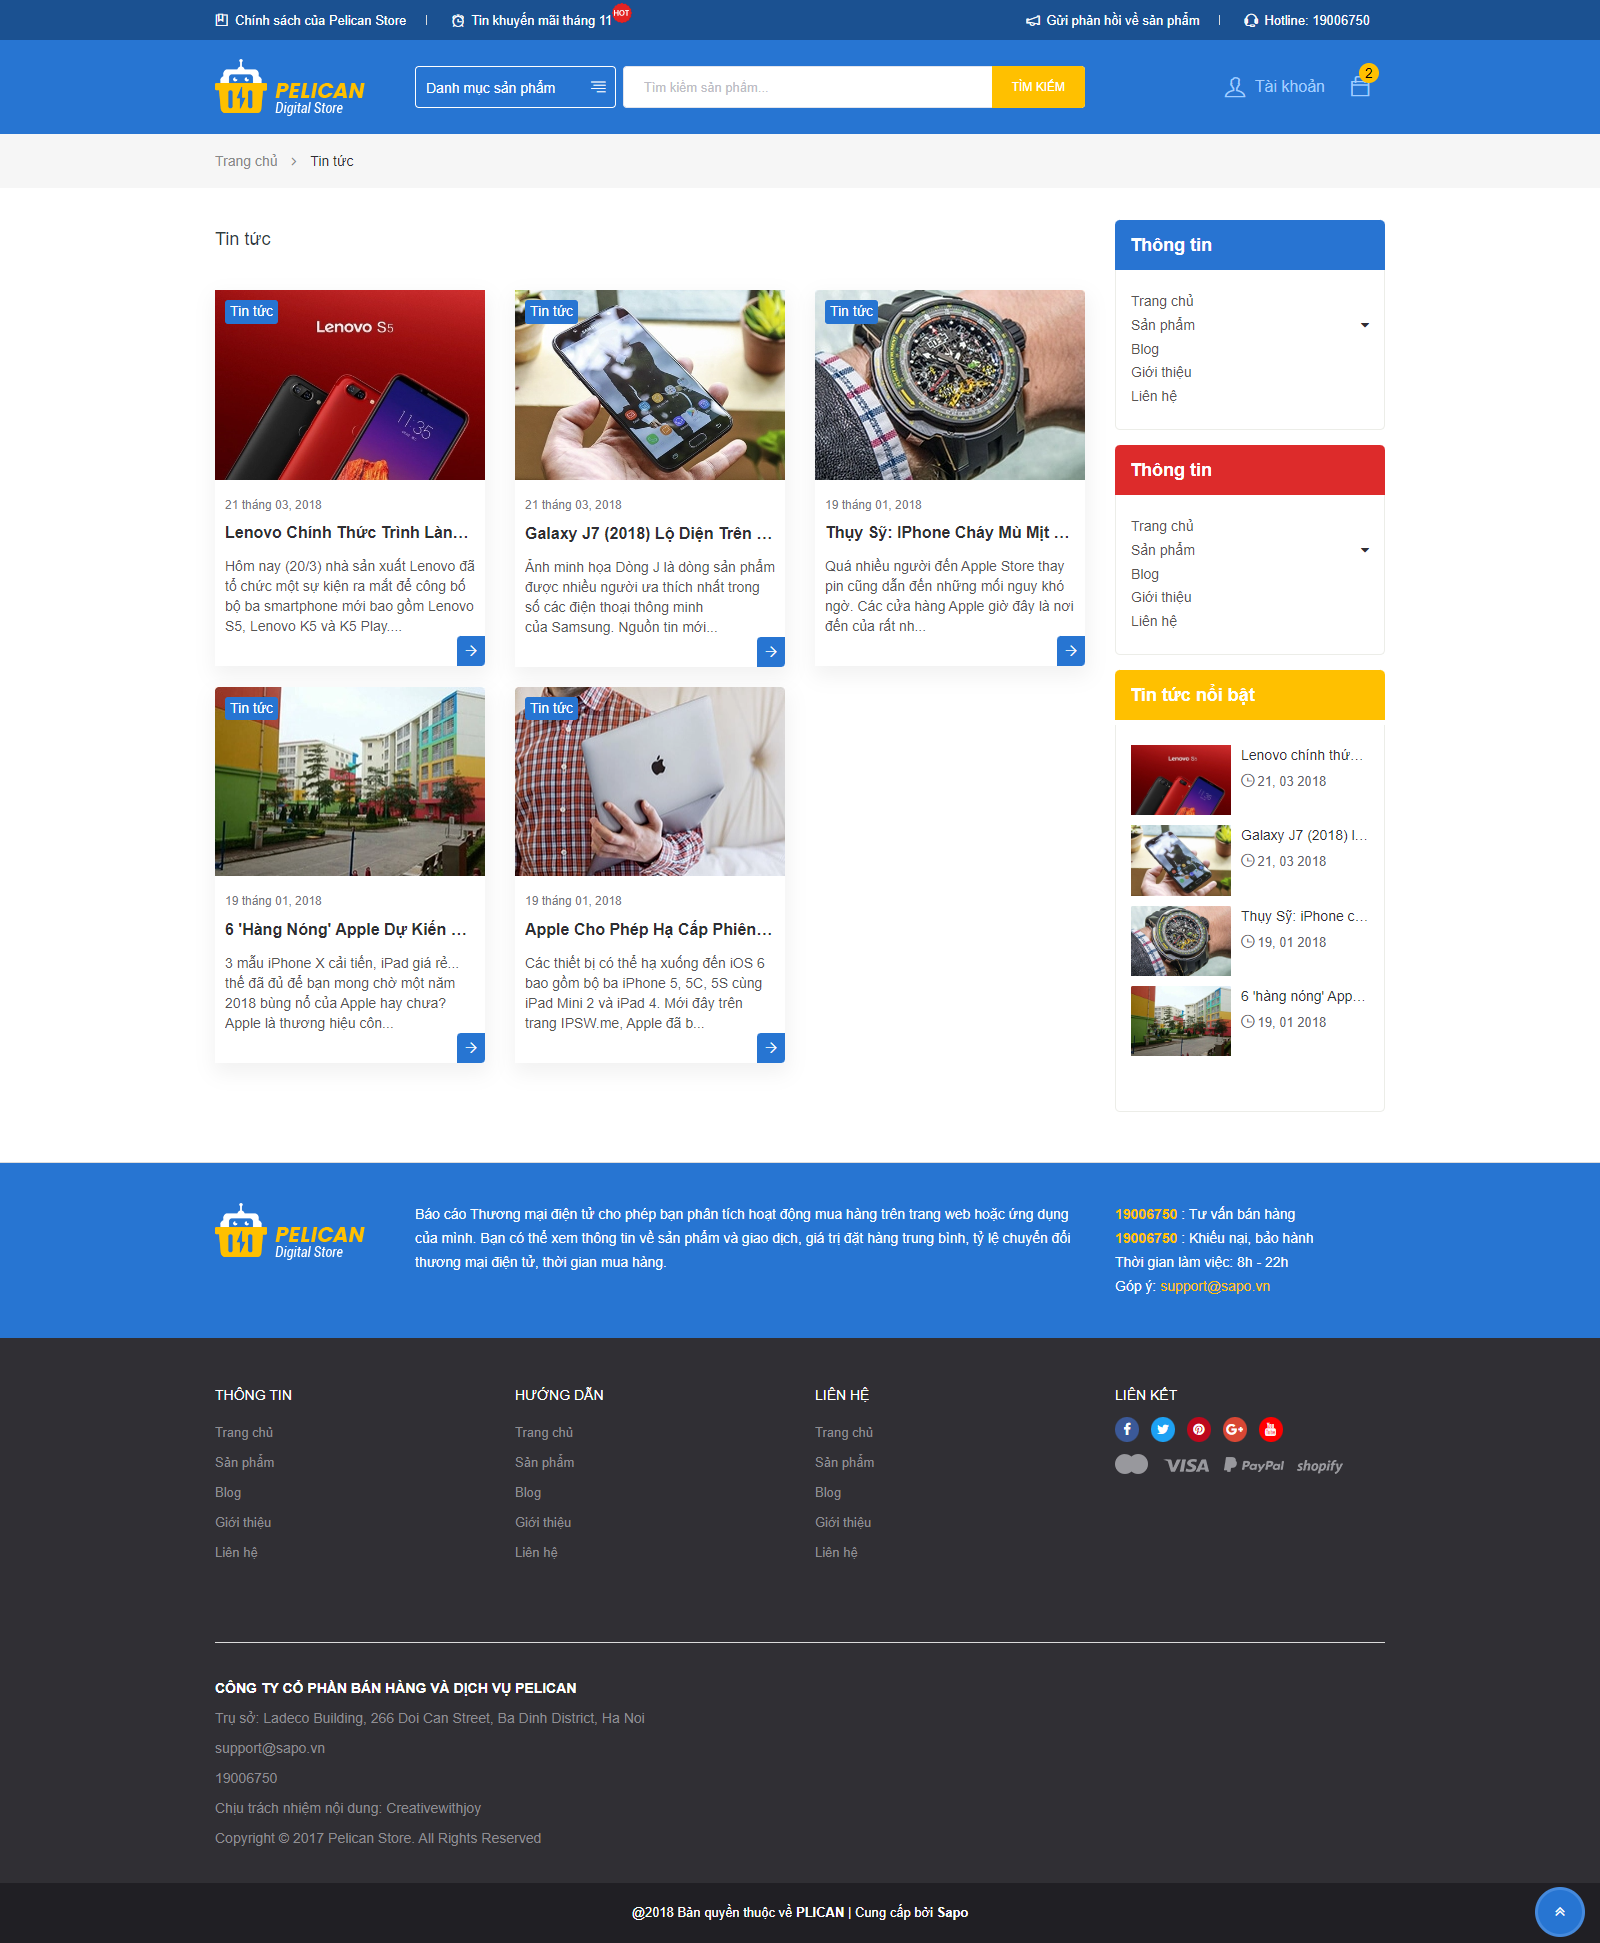 Chính sách của Pelican Store
Tin khuyến mãi tháng 11
HOT
Gửi phản hồi về sản phẩm
Hotline: 19006750
PELICAN
Digital Store
Danh mục sản phẩm
Tìm kiếm sản phẩm...
TÌM KIẾM
Tài khoản
2
Trang chủ > Tin tức
Tin tức
Tin tức
Lenovo S5
11:35
21 tháng 03, 2018
Lenovo Chính Thức Trình Làn...
Hôm nay (20/3) nhà sản xuất Lenovo đã
tổ chức một sự kiện ra mắt để công bố
bộ ba smartphone mới bao gồm Lenovo
S5, Lenovo K5 và K5 Play....
Tin tức
21 tháng 03, 2018
Galaxy J7 (2018) Lộ Diện Trên ...
Ảnh minh họa Dòng J là dòng sản phẩm
được nhiều người ưa thích nhất trong
số các điện thoại thông minh
của Samsung. Nguồn tin mới...
Tin tức
19 tháng 01, 2018
Thụy Sỹ: IPhone Cháy Mù Mịt ...
Quá nhiều người đến Apple Store thay
pin cũng dẫn đến những mối nguy khó
ngờ. Các cửa hàng Apple giờ đây là nơi
đến của rất nh...
Tin tức
19 tháng 01, 2018
6 'Hàng Nóng' Apple Dự Kiến ...
3 mẫu iPhone X cải tiến, iPad giá rẻ...
thế đã đủ để bạn mong chờ một năm
2018 bùng nổ của Apple hay chưa?
Apple là thương hiệu côn...
Tin tức
19 tháng 01, 2018
Apple Cho Phép Hạ Cấp Phiên...
Các thiết bị có thể hạ xuống đến iOS 6
bao gồm bộ ba iPhone 5, 5C, 5S cùng
iPad Mini 2 và iPad 4. Mới đây trên
trang IPSW.me, Apple đã b...
Thông tin
Trang chủ
Sản phẩm
Blog
Giới thiệu
Liên hệ
Thông tin
Trang chủ
Sản phẩm
Blog
Giới thiệu
Liên hệ
Tin tức nổi bật
Lenovo S5
Lenovo chính thứ...
21, 03 2018
Galaxy J7 (2018) l...
21, 03 2018
Thụy Sỹ: iPhone c...
19, 01 2018
6 'hàng nóng' App...
19, 01 2018
PELICAN
Digital Store
Báo cáo Thương mại điện tử cho phép bạn phân tích hoạt động mua hàng trên trang web hoặc ứng dụng
của mình. Bạn có thể xem thông tin về sản phẩm và giao dịch, giá trị đặt hàng trung bình, tỷ lệ chuyển đổi
thương mại điện tử, thời gian mua hàng.
19006750 : Tư vấn bán hàng
19006750 : Khiếu nại, bảo hành
Thời gian làm việc: 8h - 22h
Góp ý: support@sapo.vn
THÔNG TIN
Trang chủ
Sản phẩm
Blog
Giới thiệu
Liên hệ
HƯỚNG DẪN
Trang chủ
Sản phẩm
Blog
Giới thiệu
Liên hệ
LIÊN HỆ
Trang chủ
Sản phẩm
Blog
Giới thiệu
Liên hệ
LIÊN KẾT
VISA PayPal shopify
CÔNG TY CỔ PHẦN BÁN HÀNG VÀ DỊCH VỤ PELICAN
Trụ sở: Ladeco Building, 266 Doi Can Street, Ba Dinh District, Ha Noi
support@sapo.vn
19006750
Chịu trách nhiệm nội dung: Creativewithjoy
Copyright © 2017 Pelican Store. All Rights Reserved
@2018 Bản quyền thuộc về PLICAN | Cung cấp bởi Sapo